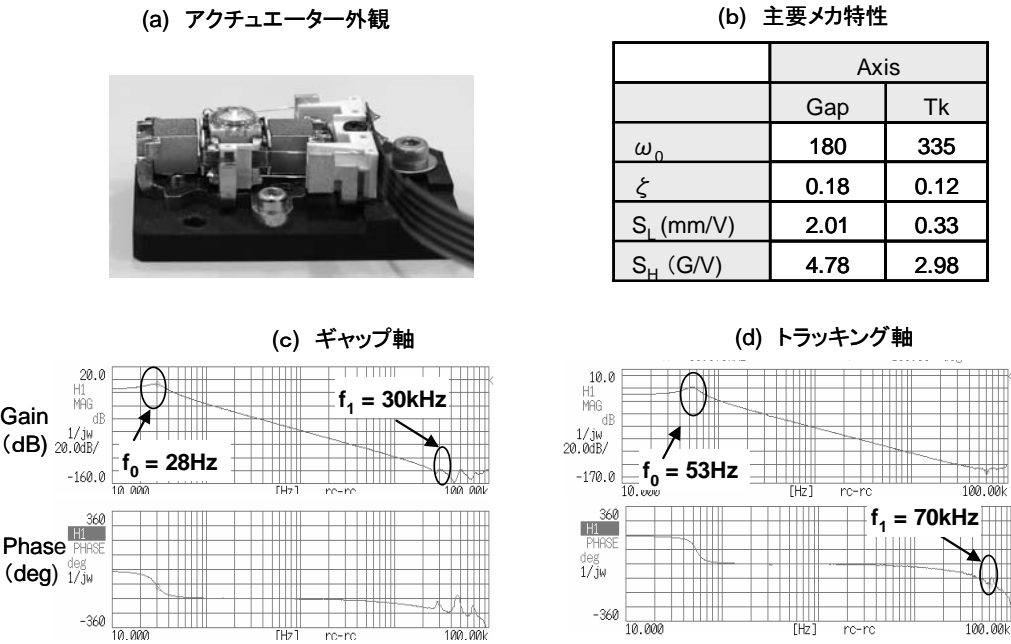 (a) アクチュエーター外観
(b) 主要メカ特性
Axis
Gap Tk
ω0 180 335
ζ 0.18 0.12
SL (mm/V) 2.01 0.33
SH (G/V) 4.78 2.98
(c) ギャップ軸
Gain
(dB)
20.0
H1
MAG
dB
1/jw
20.0dB/
-160.0
f0 = 28Hz
f1 = 30kHz
10.000 [Hz] rc-rc 100.00k
Phase
(deg)
360
H1
PHASE
deg
1/jw
-360
10.000 [Hz] rc-rc 100.00k
(d) トラッキング軸
10.0
H1
MAG
dB
1/jw
20.0dB/
-170.0
f0 = 53Hz
10.000 [Hz] rc-rc 100.00k
360
H1
PHASE
deg
1/jw
-360
f1 = 70kHz
10.000 [Hz] rc-rc 100.00k